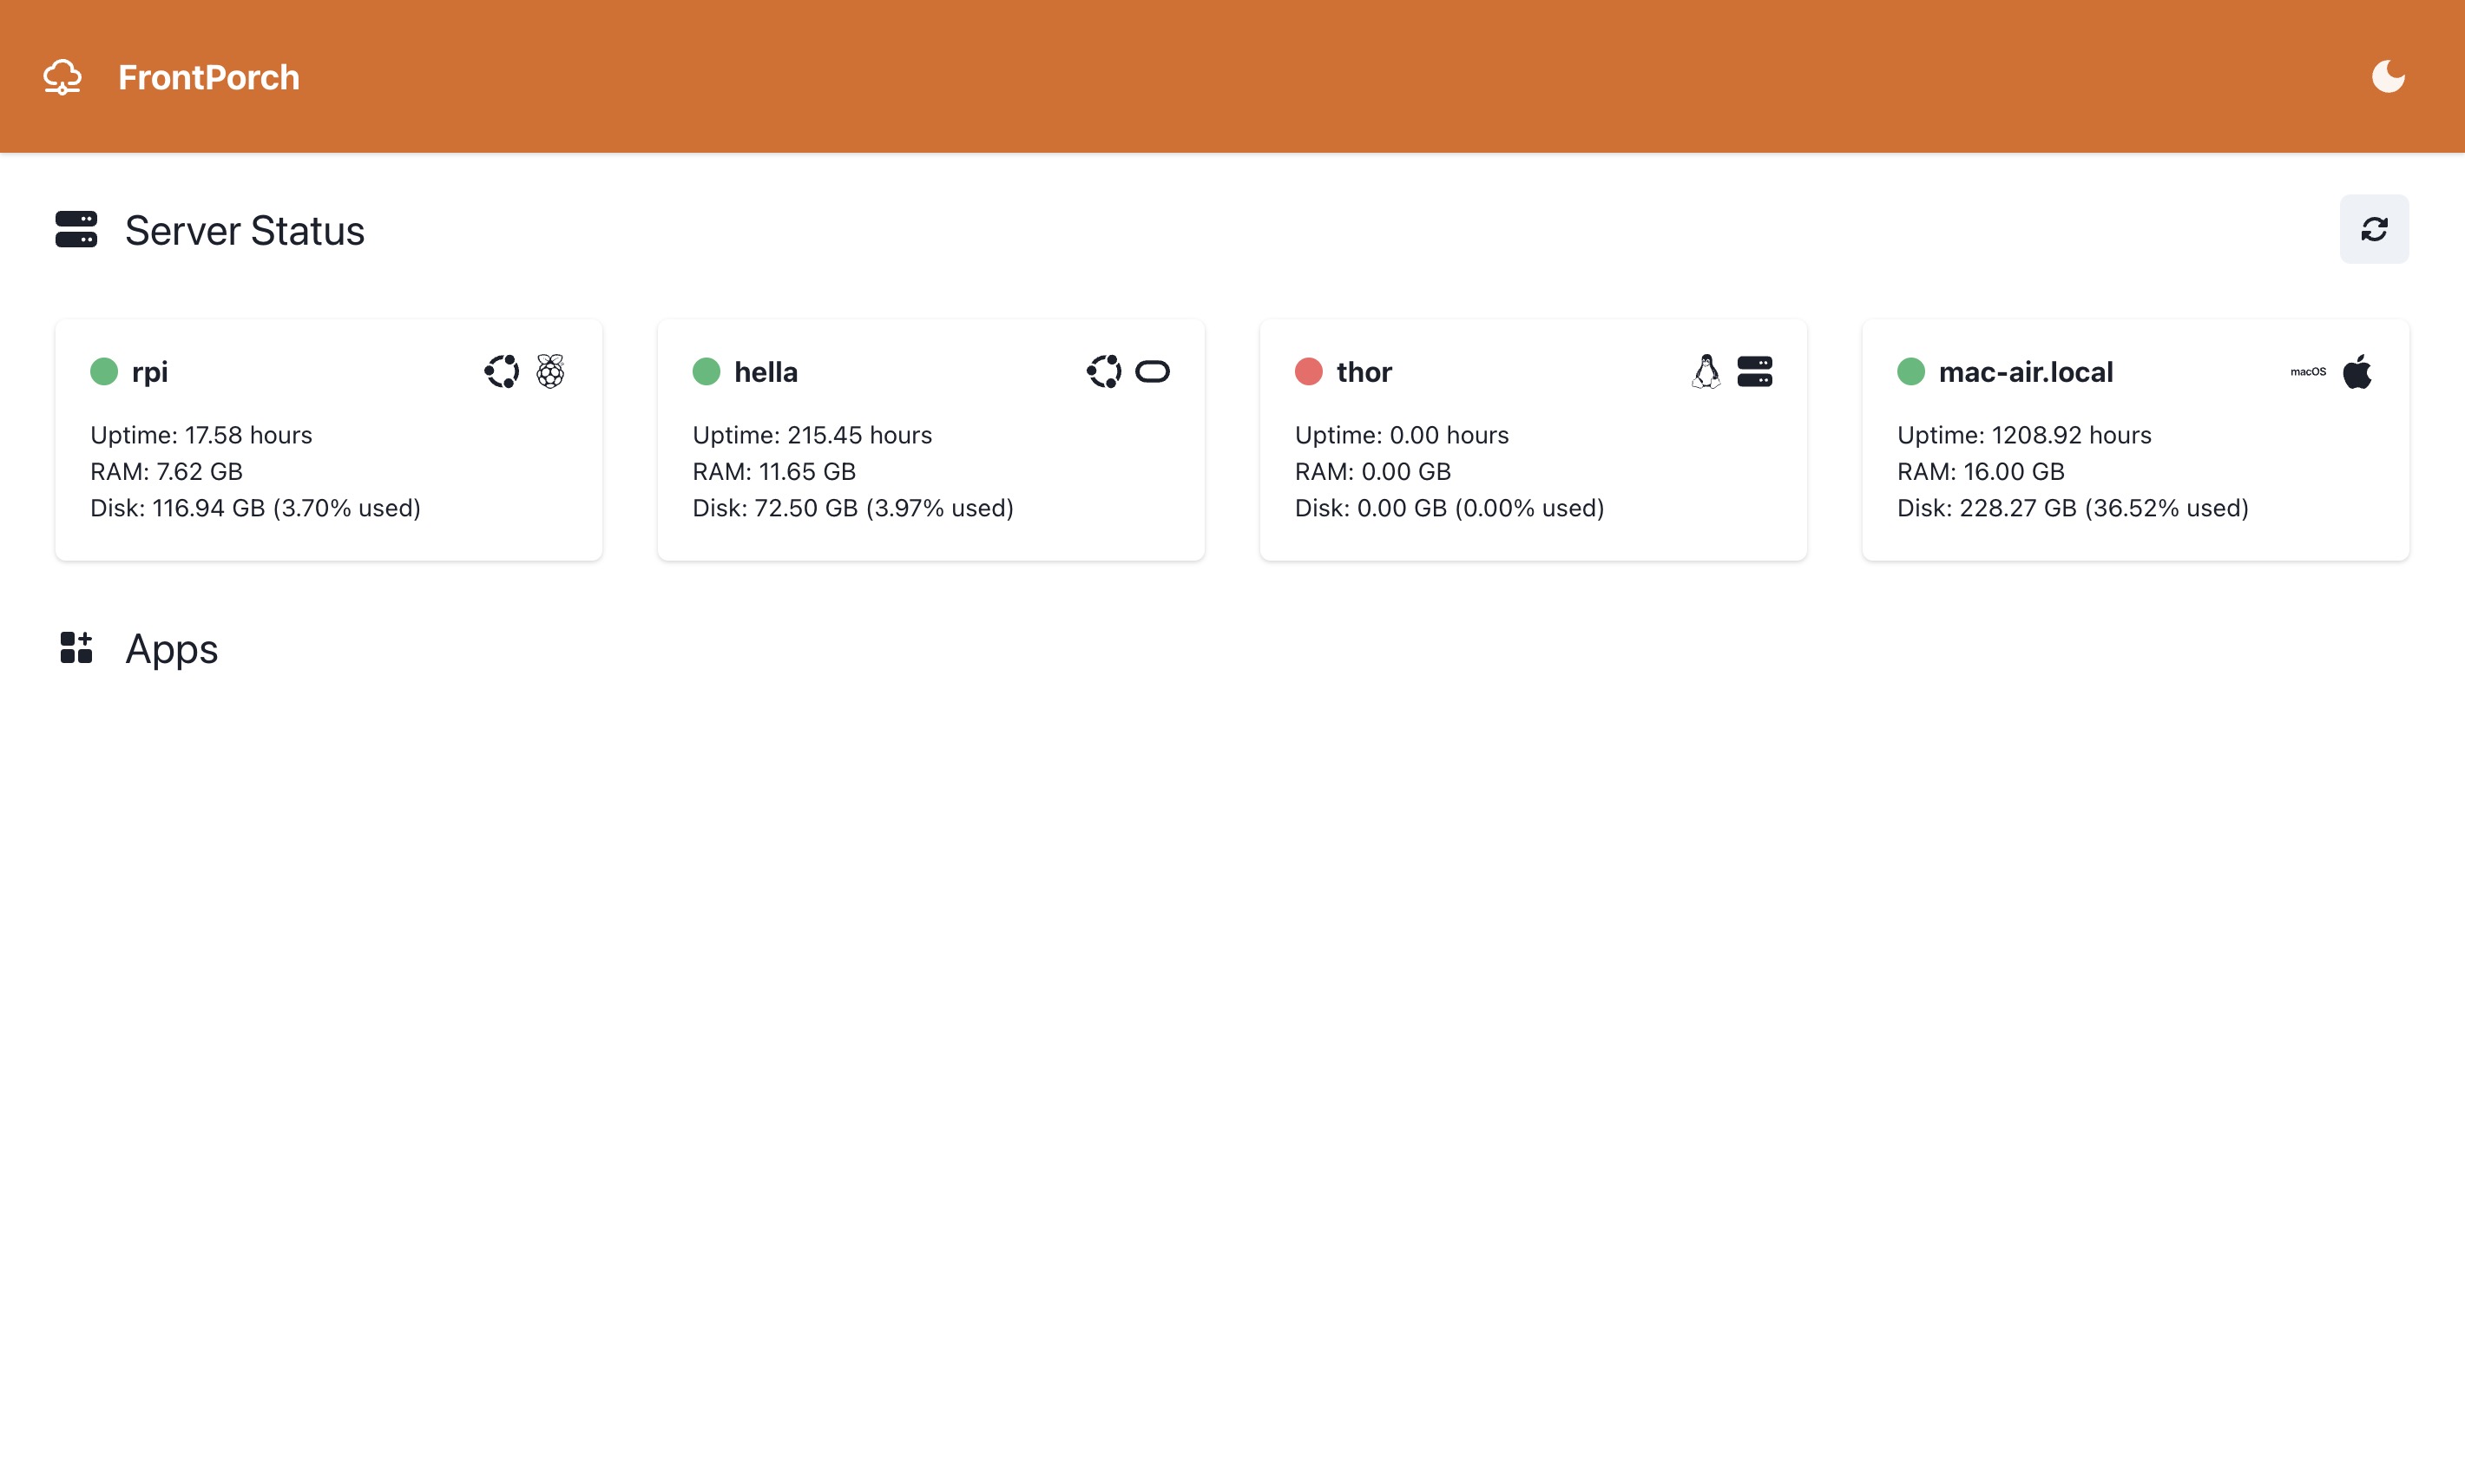 FrontPorch
Server Status
rpi
Uptime: 17.58 hours
RAM: 7.62 GB
Disk: 116.94 GB (3.70% used)
hella
Uptime: 215.45 hours
RAM: 11.65 GB
Disk: 72.50 GB (3.97% used)
thor
Uptime: 0.00 hours
RAM: 0.00 GB
Disk: 0.00 GB (0.00% used)
mac-air.local
macOS
Uptime: 1208.92 hours
RAM: 16.00 GB
Disk: 228.27 GB (36.52% used)
Apps